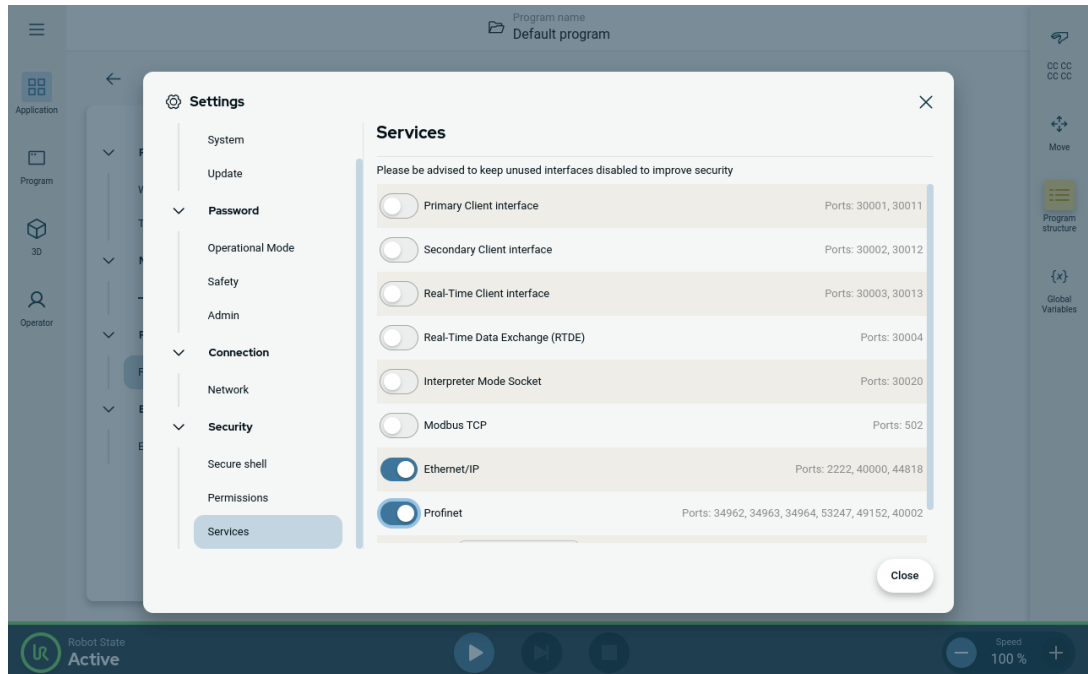 Program name
Default program
Application
Program
3D
Operator
Settings
System
Update
Password
Operational Mode
Safety
Admin
Connection
Network
Security
Secure shell
Permissions
Services
Services
Please be advised to keep unused interfaces disabled to improve security
Primary Client interface Ports: 30001, 30011
Secondary Client interface Ports: 30002, 30012
Real-Time Client interface Ports: 30003, 30013
Real-Time Data Exchange (RTDE) Ports: 30004
Interpreter Mode Socket Ports: 30020
Modbus TCP Ports: 502
Ethernet/IP Ports: 2222, 40000, 44818
Profinet Ports: 34962, 34963, 34964, 53247, 49152, 40002
Close
CC CC
CC CC
Move
Program
structure
{x}
Global
Variables
UR
Robot State
Active
Speed
100 %